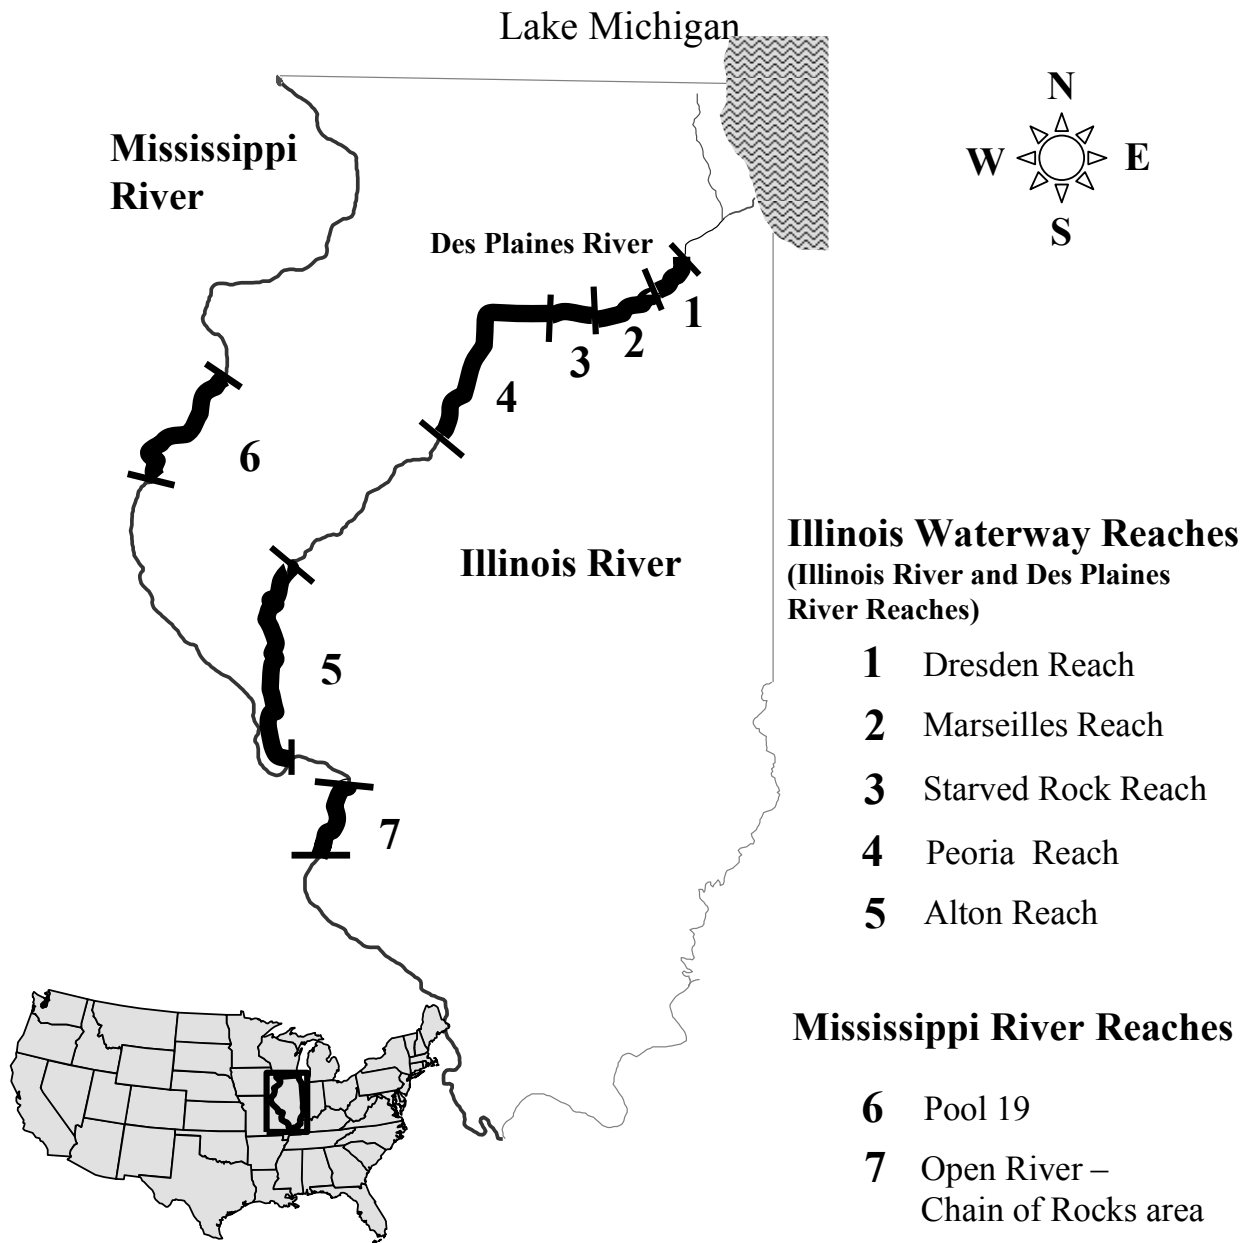 Lake Michigan
N
W
E
S
Mississippi
River
Des Plaines River
1
2
3
4
6
5
7
Illinois River
Illinois Waterway Reaches
(Illinois River and Des Plaines
River Reaches)
1 Dresden Reach
2 Marseilles Reach
3 Starved Rock Reach
4 Peoria Reach
5 Alton Reach
Mississippi River Reaches
6 Pool 19
7 Open River –
Chain of Rocks area